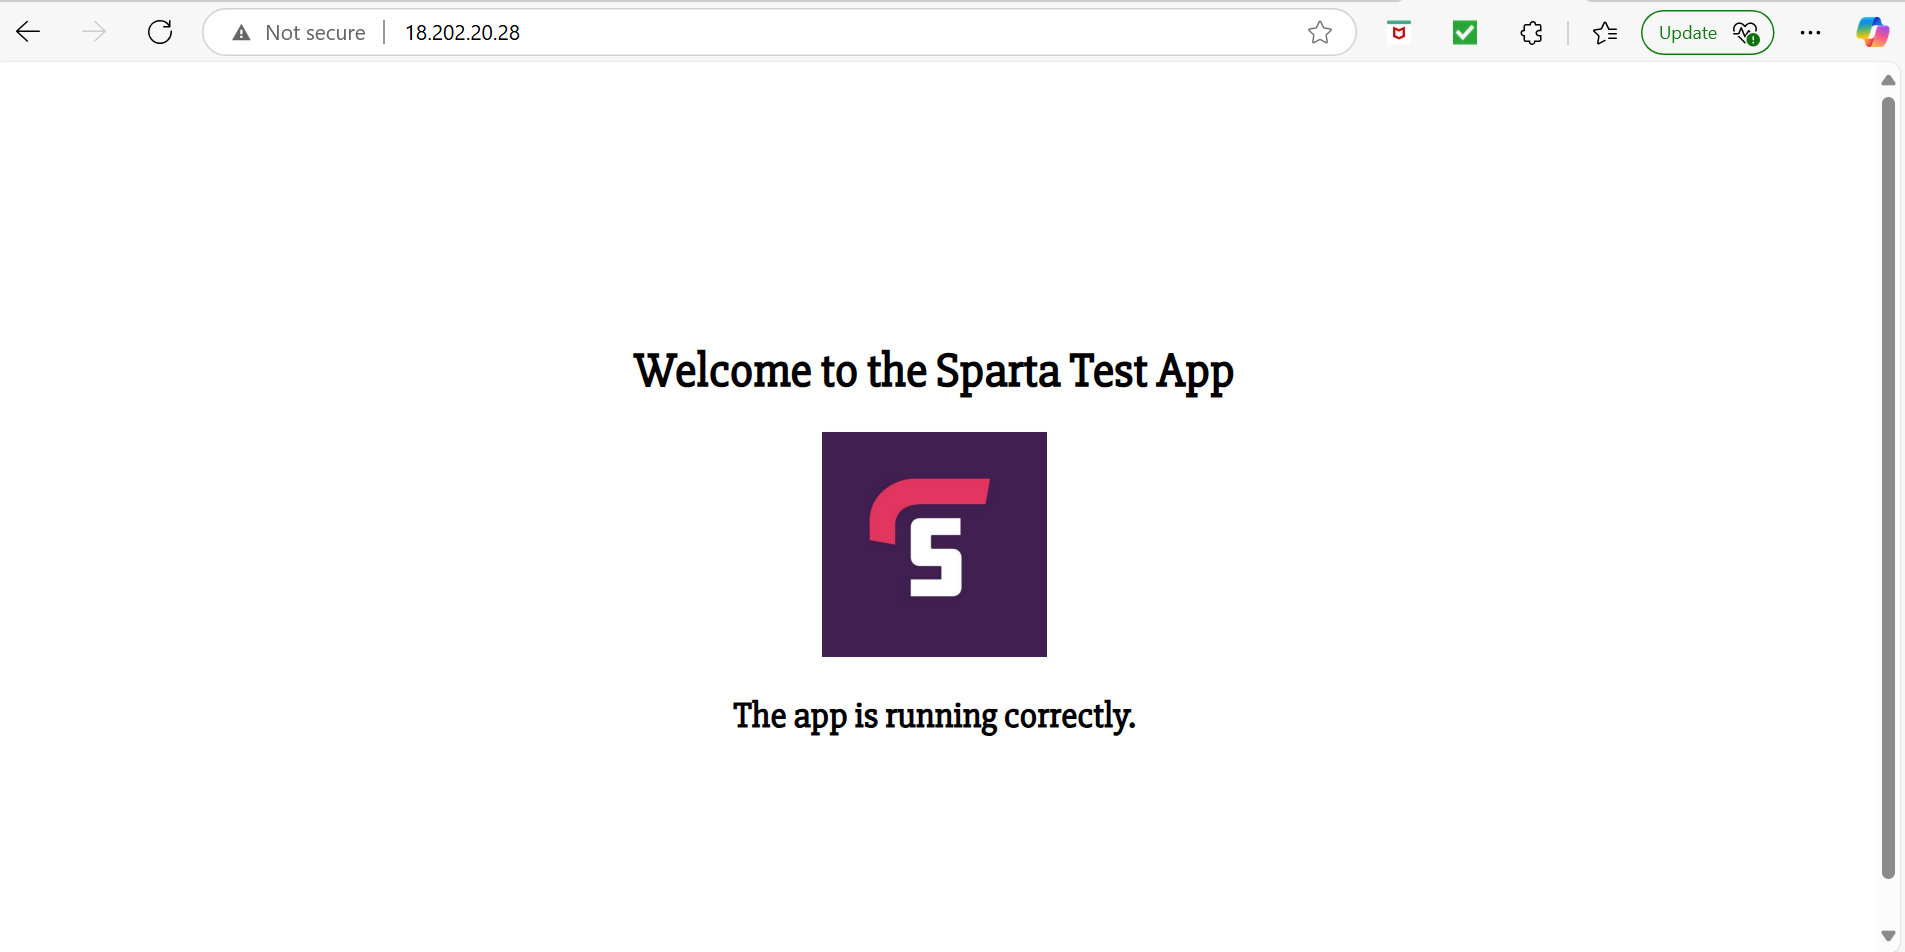 Not secure | 18.202.20.28
Update
Welcome to the Sparta Test App
S
The app is running correctly.